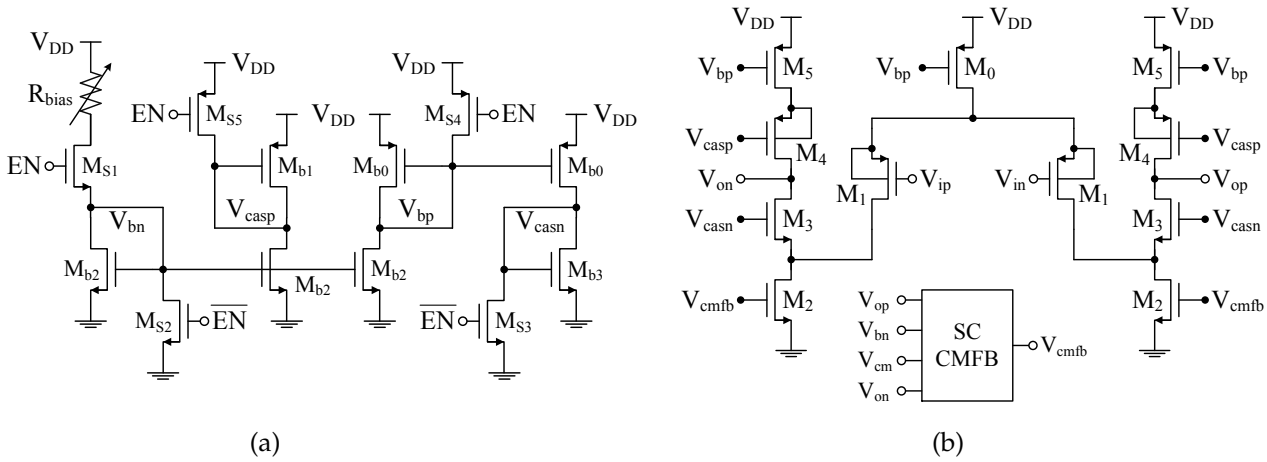 V_DD
R_bias
EN
M_S1
V_bn
M_b2
M_S2
EN̅
V_DD
EN
M_S5
M_b1
V_casp
M_b2
V_DD
M_b0
V_bp
M_b2
V_DD
M_S4
EN
V_DD
M_b0
V_casn
M_b3
EN̅
M_S3
(a)
V_DD
V_bp
M_5
V_casp
M_4
V_on
V_casn
M_3
V_cmfb
M_2
V_DD
V_bp
M_0
M_1
V_ip
V_in
M_1
V_DD
M_5
V_bp
M_4
V_casp
V_op
M_3
V_casn
M_2
V_cmfb
V_op
V_bn
V_cm
V_on
SC
CMFB
V_cmfb
(b)